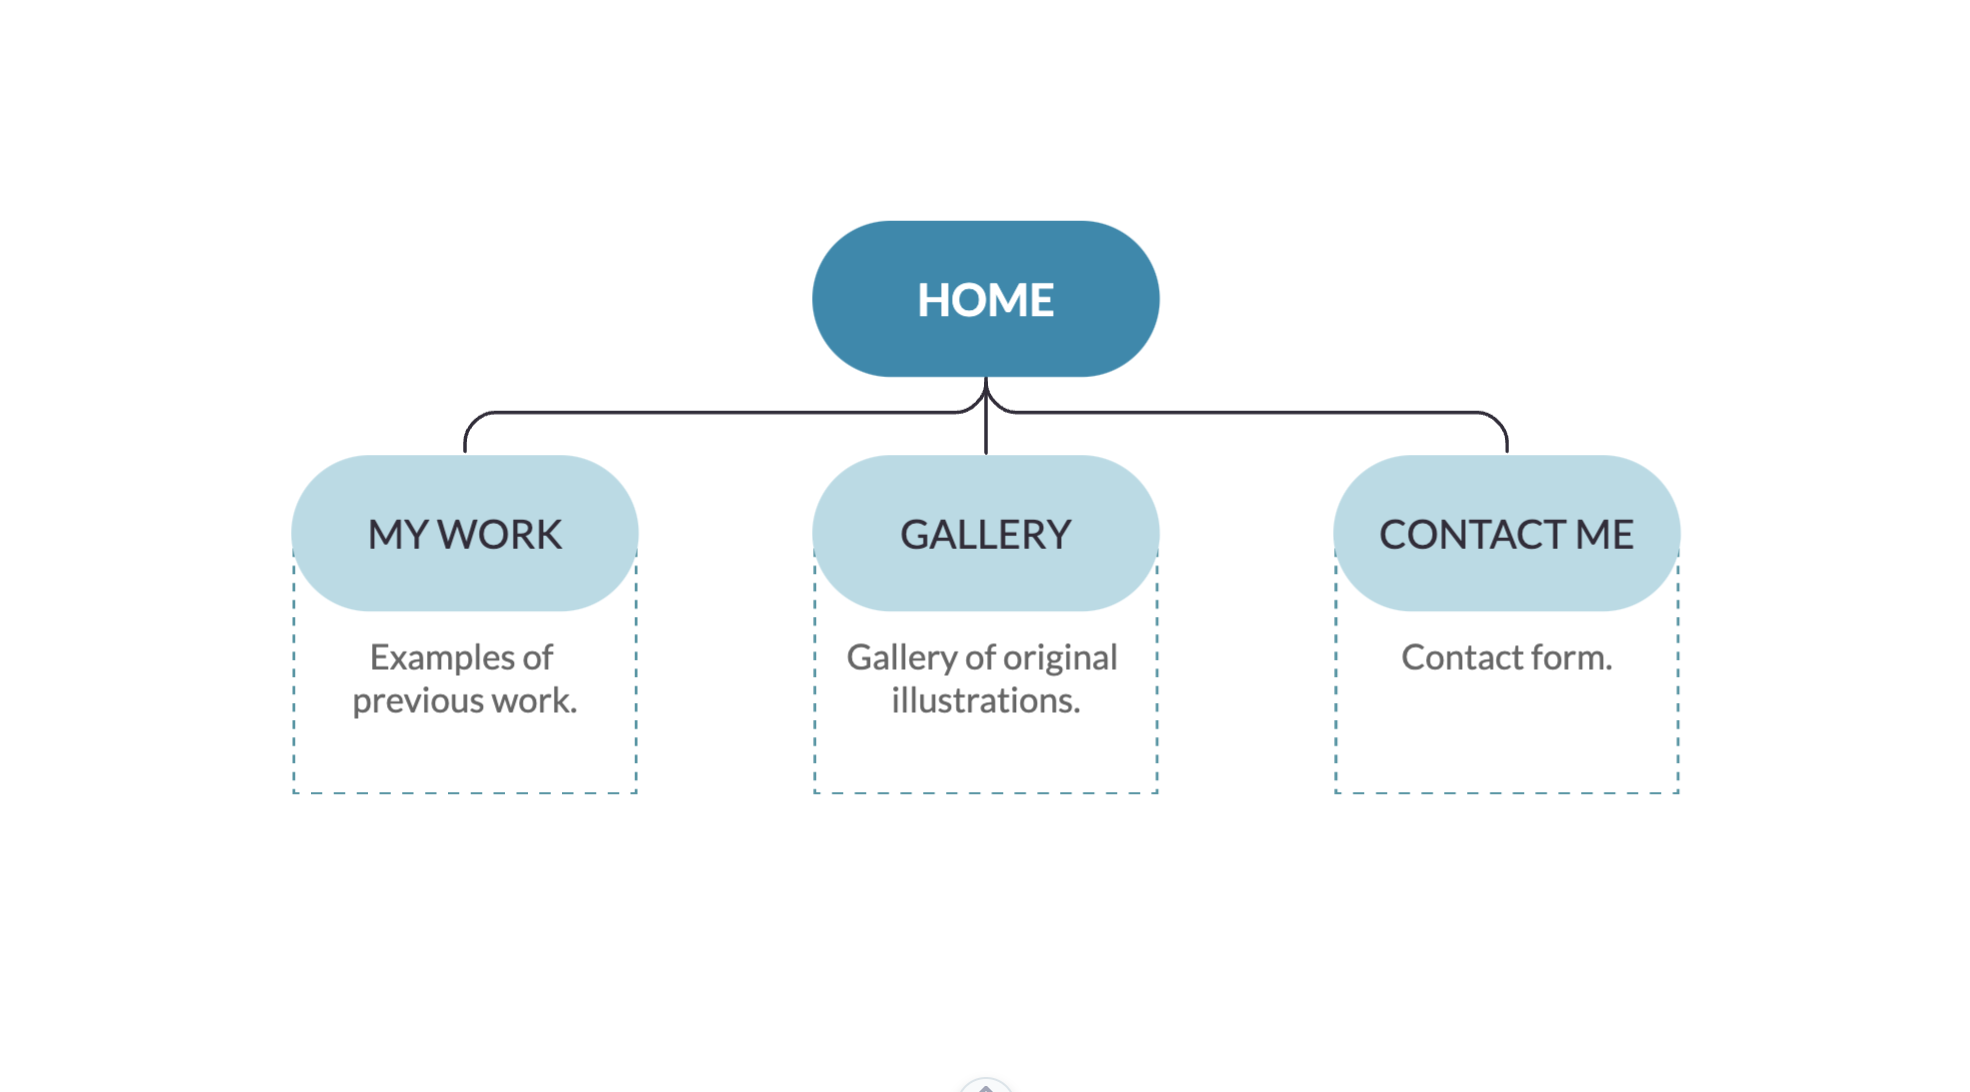 HOME
MY WORK
Examples of
previous work.
GALLERY
Gallery of original
illustrations.
CONTACT ME
Contact form.